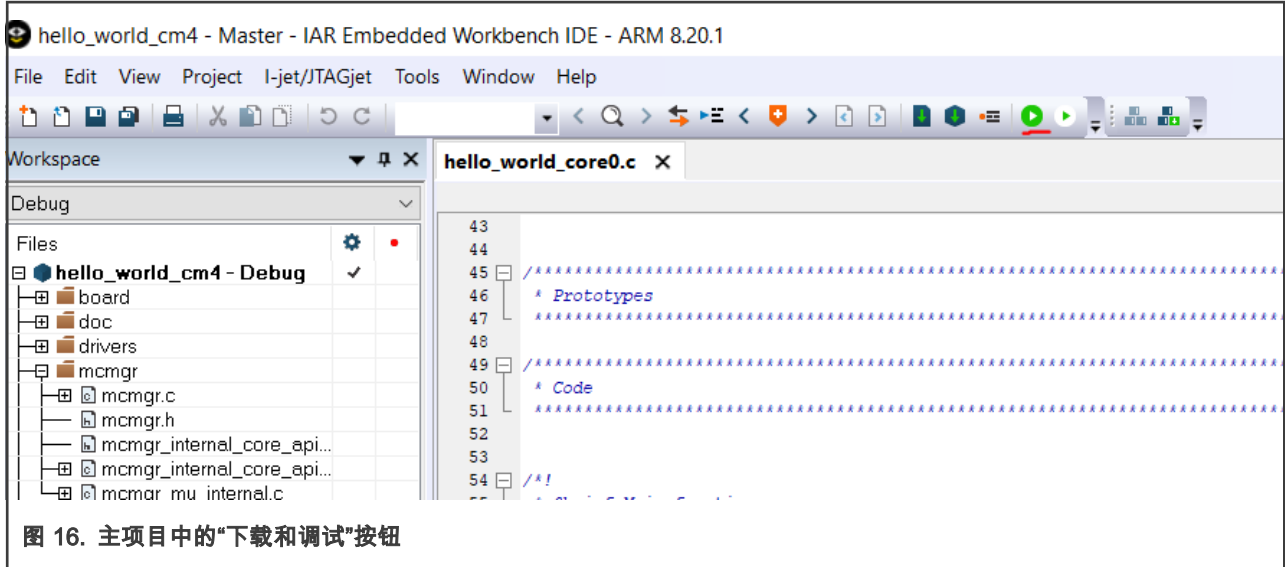 hello_world_cm4 - Master - IAR Embedded Workbench IDE - ARM 8.20.1
File Edit View Project I-jet/JTAGjet Tools Window Help
Workspace
hello_world_core0.c
Debug
Files
hello_world_cm4 - Debug
board
doc
drivers
mcmgr
mcmgr.c
mcmgr.h
mcmgr_internal_core_api...
mcmgr_internal_core_api...
mcmgr_mu_internal.c
43
44
45 /*******************************************************************************
46 * Prototypes
47 *******************************************************************************
48
49 /*******************************************************************************
50 * Code
51 *******************************************************************************
52
53
54 /*!
图 16. 主项目中的“下载和调试”按钮